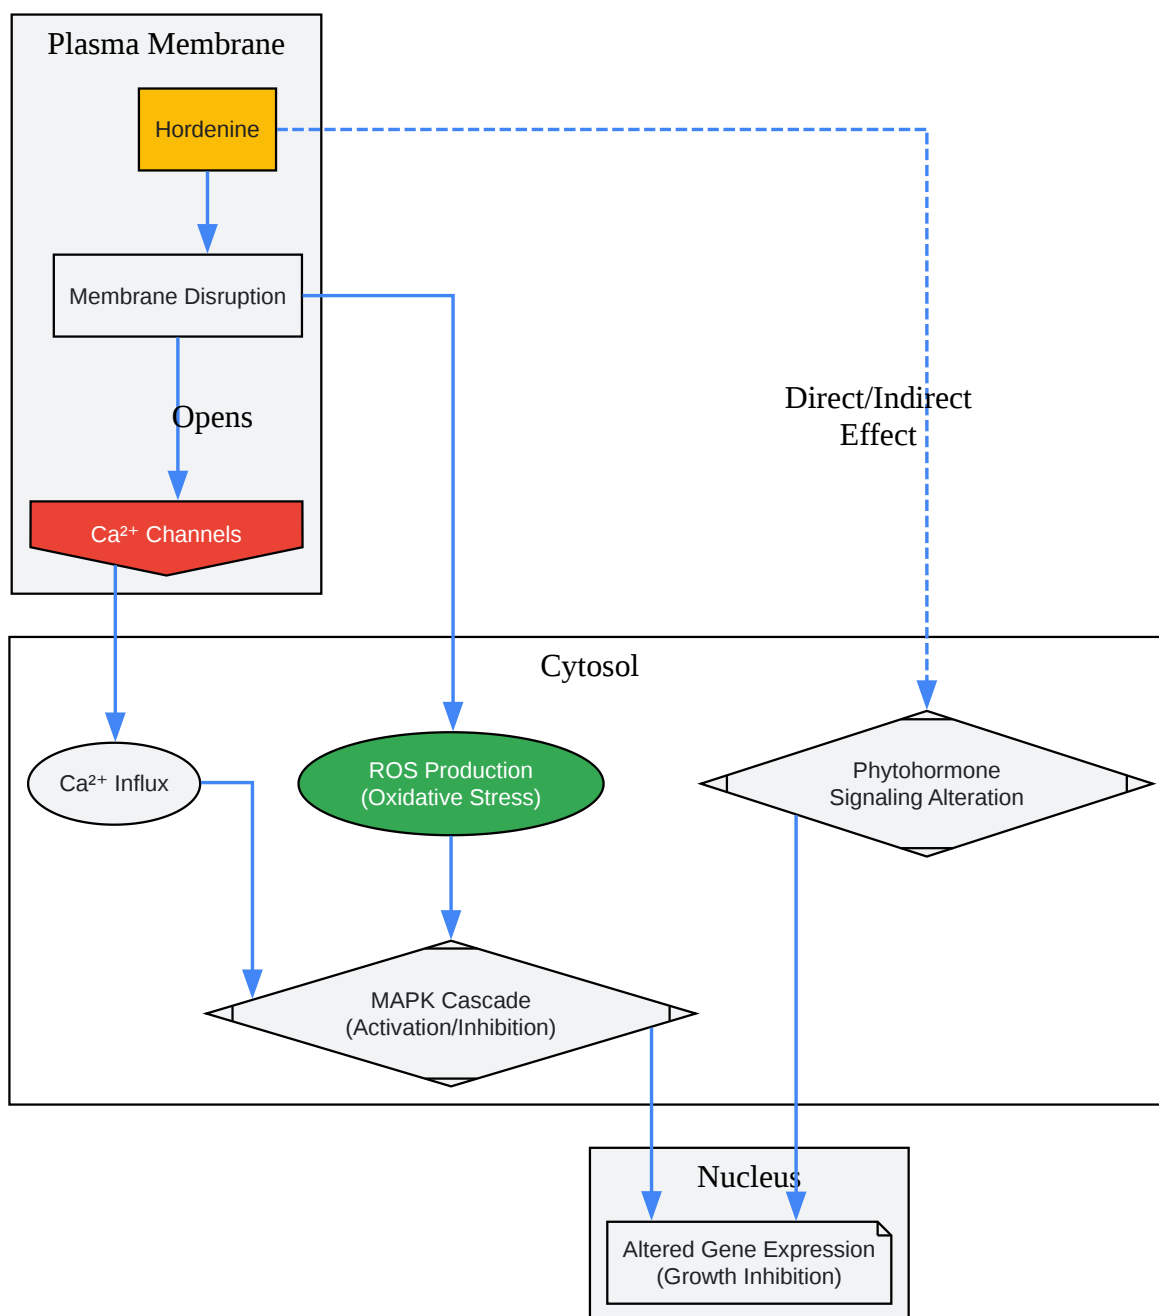 Plasma Membrane
Hordenine
Membrane Disruption
Opens
Direct/Indirect
Effect
Ca²⁺ Channels
Cytosol
Ca²⁺ Influx
ROS Production
(Oxidative Stress)
Phytohormone
Signaling Alteration
MAPK Cascade
(Activation/Inhibition)
Nucleus
Altered Gene Expression
(Growth Inhibition)